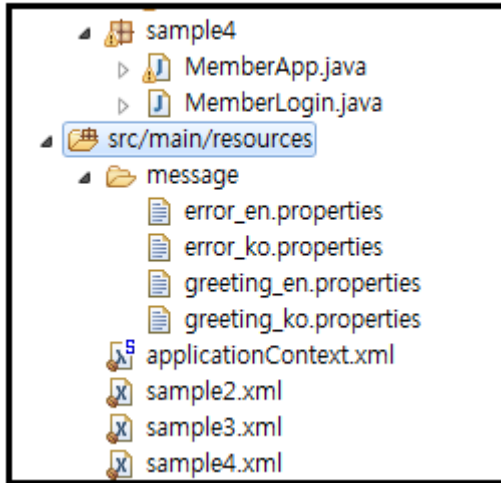 sample4
MemberApp.java
MemberLogin.java
src/main/resources
message
error_en.properties
error_ko.properties
greeting_en.properties
greeting_ko.properties
applicationContext.xml
sample2.xml
sample3.xml
sample4.xml